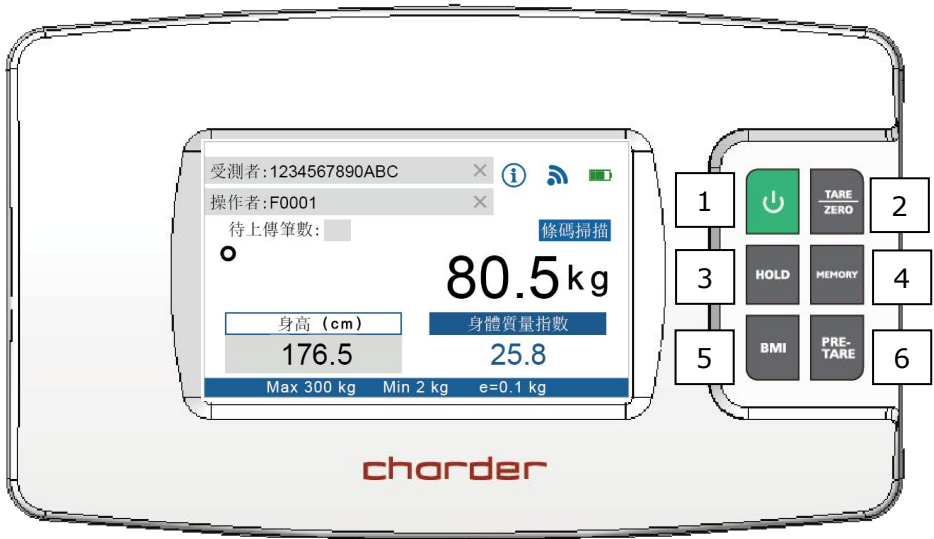 受測者:1234567890ABC ×
操作者:F0001 ×
待上傳筆數:
條碼掃描
80.5kg
身高 (cm)
身體質量指數
176.5
25.8
Max 300 kg Min 2 kg e=0.1 kg
charder
1
TARE
ZERO
2
3
HOLD
MEMORY
4
5
BMI
PRE-
TARE
6